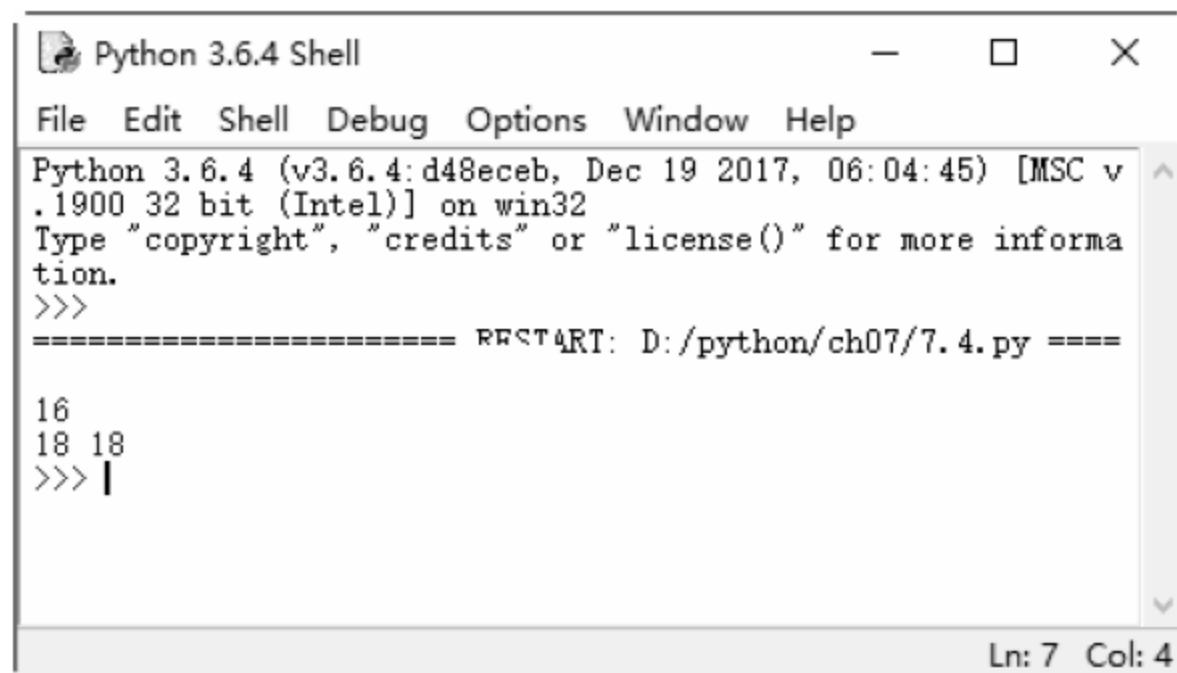 Python 3.6.4 Shell
File Edit Shell Debug Options Window Help
Python 3.6.4 (v3.6.4:d48eceb, Dec 19 2017, 06:04:45) [MSC v
.1900 32 bit (Intel)] on win32
Type "copyright", "credits" or "license()" for more informa
tion.
>>>
======================= RESTART: D:/python/ch07/7.4.py ====
16
18 18
>>>
Ln: 7 Col: 4